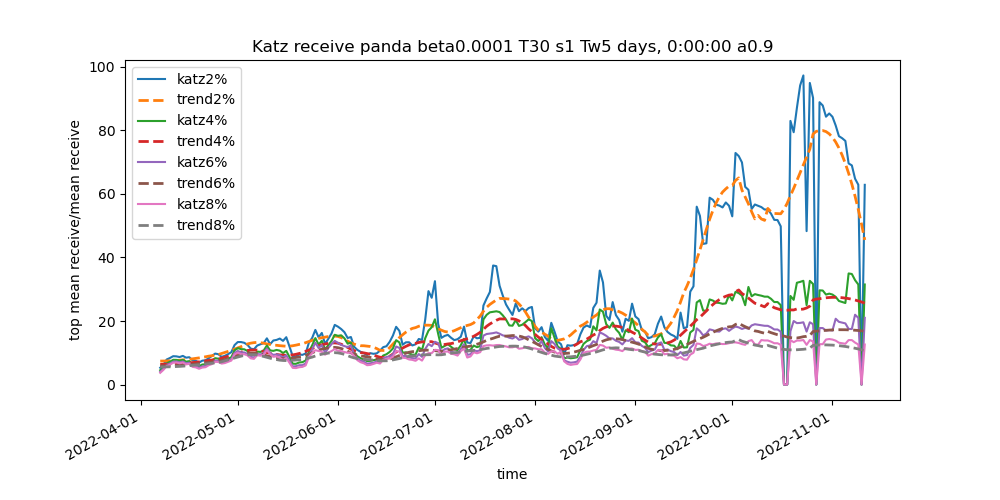 Katz receive panda beta0.0001 T30 s1 Tw5 days, 0:00:00 a0.9
top mean receive/mean receive
100
80
60
40
20
0
katz2%
trend2%
katz4%
trend4%
katz6%
trend6%
katz8%
trend8%
2022-04-01
2022-05-01
2022-06-01
2022-07-01
2022-08-01
2022-09-01
2022-10-01
2022-11-01
time